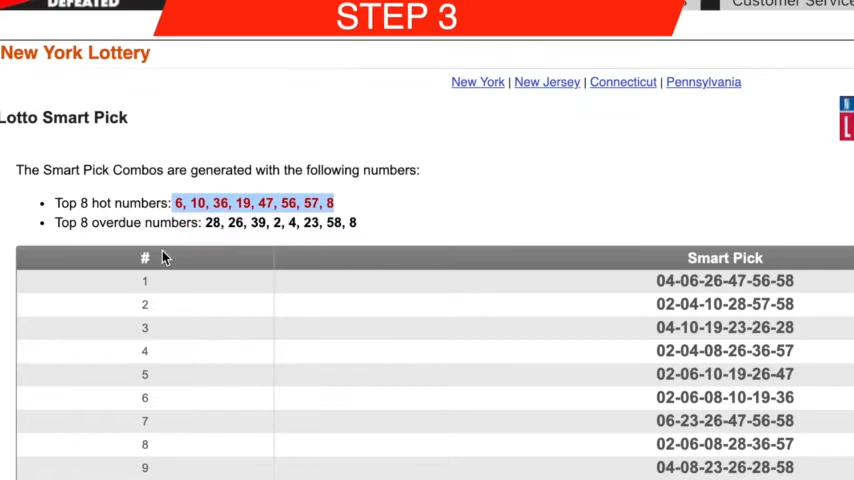 DEFEATED
Customer Service
STEP 3
New York Lottery
New York | New Jersey | Connecticut | Pennsylvania
Lotto Smart Pick
N
L
The Smart Pick Combos are generated with the following numbers:
• Top 8 hot numbers: 6, 10, 36, 19, 47, 56, 57, 8
• Top 8 overdue numbers: 28, 26, 39, 2, 4, 23, 58, 8
# Smart Pick
1 04-06-26-47-56-58
2 02-04-10-28-57-58
3 04-10-19-23-26-28
4 02-04-08-26-36-57
5 02-06-10-19-26-47
6 02-06-08-10-19-36
7 06-23-26-47-56-58
8 02-06-08-28-36-57
9 04-08-23-26-28-58